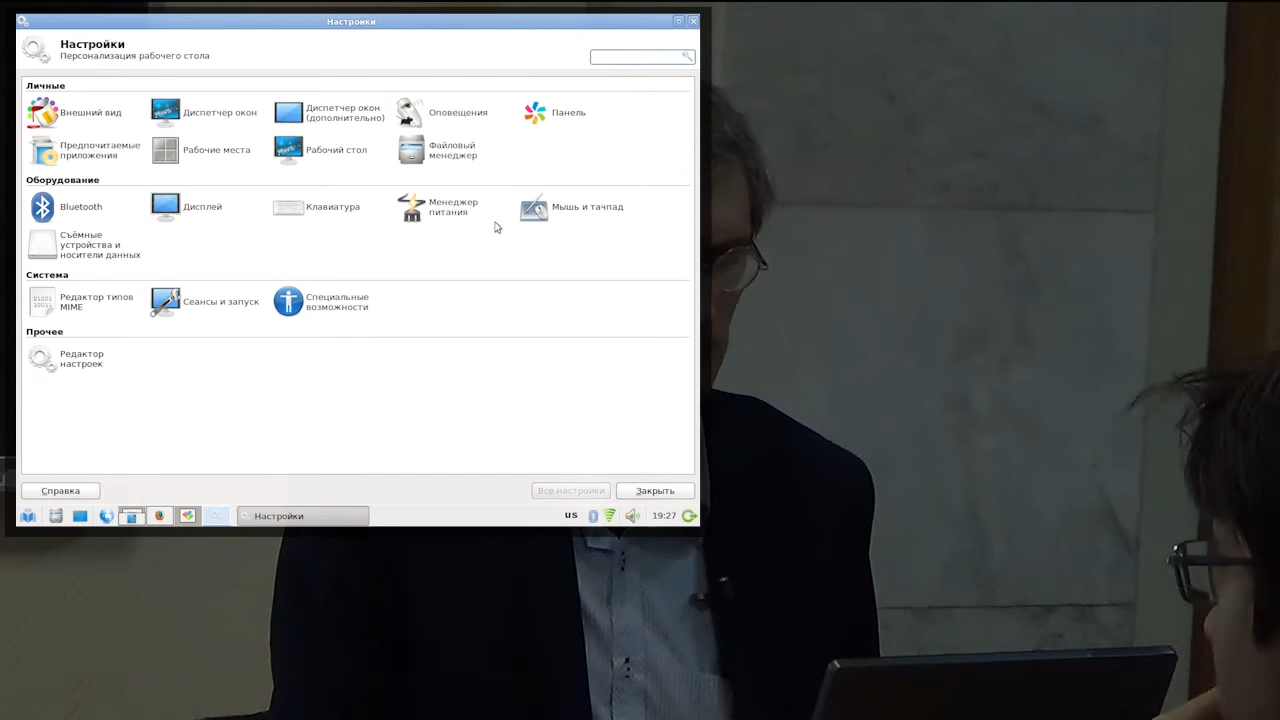 Настройки
Настройки
Персонализация рабочего стола
Личные
Внешний вид
Диспетчер окон
Диспетчер окон
(дополнительно)
Оповещения
Панель
Предпочитаемые
приложения
Рабочие места
Рабочий стол
Файловый
менеджер
Оборудование
Bluetooth
Дисплей
Клавиатура
Менеджер
питания
Мышь и тачпад
Съёмные
устройства и
носители данных
Система
Редактор типов
MIME
Сеансы и запуск
Специальные
возможности
Прочее
Редактор
настроек
Справка
Все настройки
Закрыть
Настройки
us
19:27